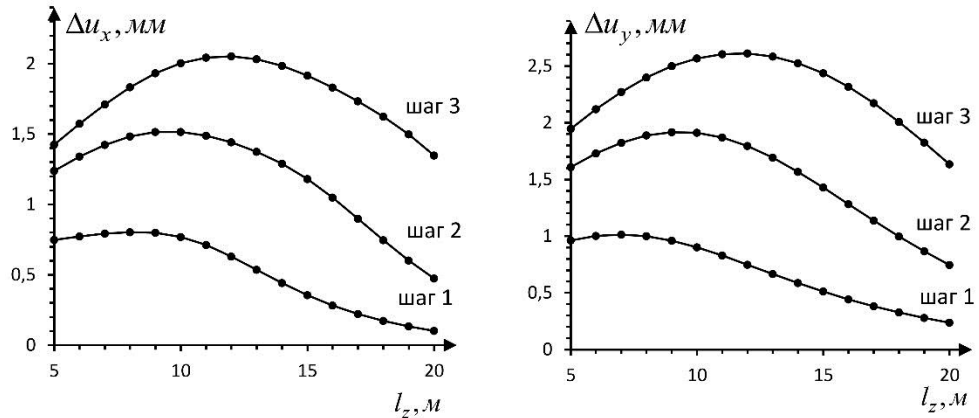 Δu_x, мм
2
1,5
1
0,5
0
шаг 3
шаг 2
шаг 1
5 10 15 20
l_z, м
Δu_y, мм
2,5
2
1,5
1
0,5
0
шаг 3
шаг 2
шаг 1
5 10 15 20
l_z, м